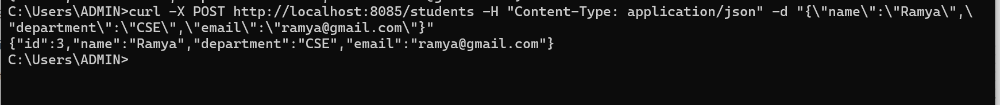 C:\Users\ADMIN>curl -X POST http://localhost:8085/students -H "Content-Type: application/json" -d "{\"name\":\"Ramya\",\
"department\":\"CSE\",\"email\":\"ramya@gmail.com\"}"
{"id":3,"name":"Ramya","department":"CSE","email":"ramya@gmail.com"}
C:\Users\ADMIN>